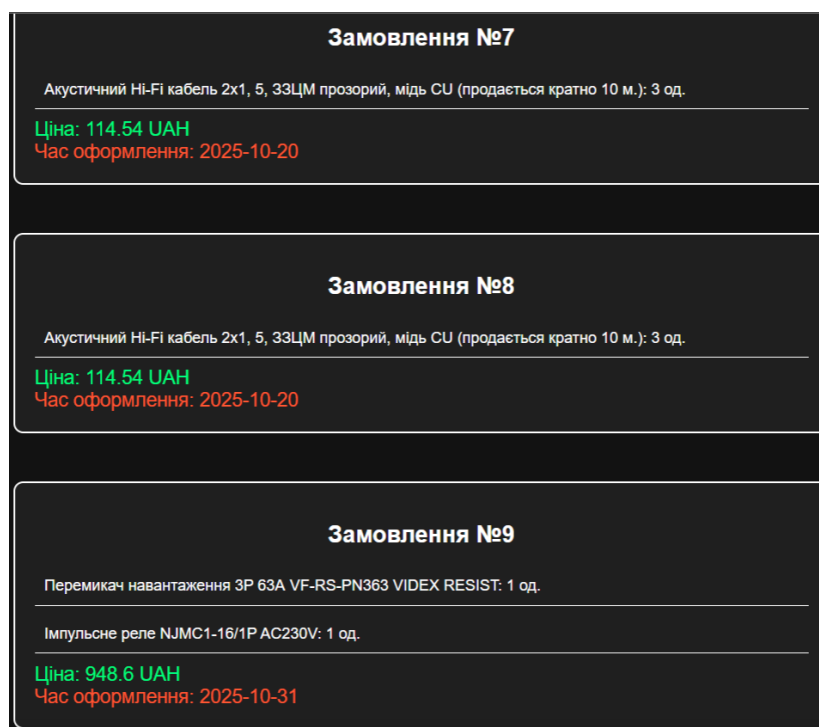 Замовлення №7
Акустичний Hi-Fi кабель 2x1, 5, 33ЦМ прозорий, мідь CU (продається кратно 10 м.): 3 од.
Ціна: 114.54 UAH
Час оформлення: 2025-10-20
Замовлення №8
Акустичний Hi-Fi кабель 2x1, 5, 33ЦМ прозорий, мідь CU (продається кратно 10 м.): 3 од.
Ціна: 114.54 UAH
Час оформлення: 2025-10-20
Замовлення №9
Перемикач навантаження 3P 63A VF-RS-PN363 VIDEX RESIST: 1 од.
Імпульсне реле NJMC1-16/1P AC230V: 1 од.
Ціна: 948.6 UAH
Час оформлення: 2025-10-31